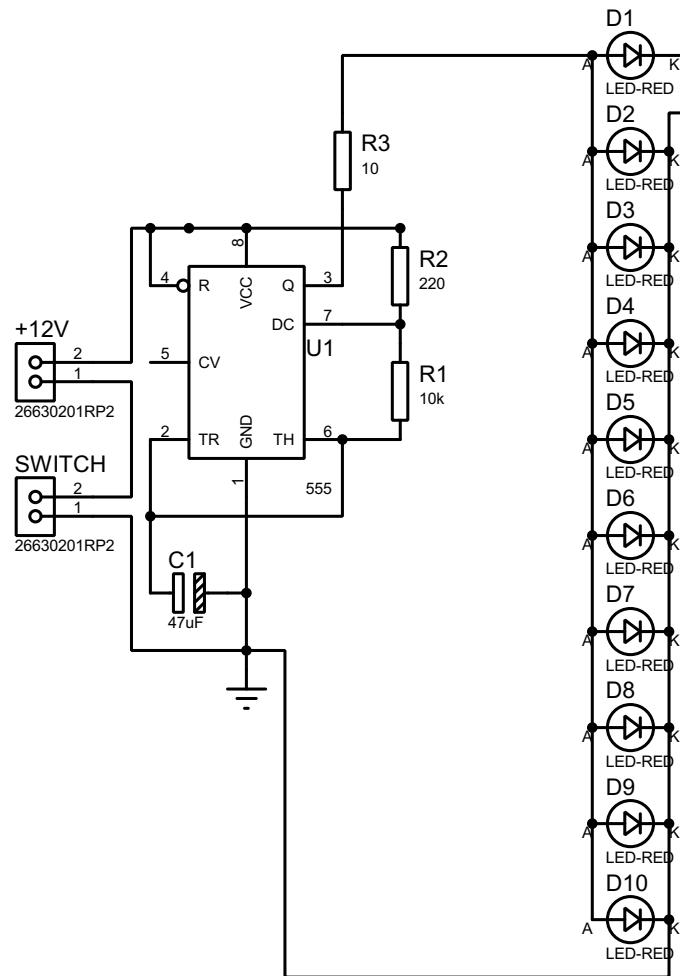 D1
A K
LED-RED
D2
A K
LED-RED
D3
A K
LED-RED
D4
A K
LED-RED
D5
A K
LED-RED
D6
A K
LED-RED
D7
A K
LED-RED
D8
A K
LED-RED
D9
A K
LED-RED
D10
A K
LED-RED
R3
10
R2
220
R1
10k
U1
555
8
VCC
4 R
Q 3
DC 7
5 CV
2 TR
TH 6
GND
1
+12V
2
1
26630201RP2
SWITCH
2
1
26630201RP2
C1
47uF